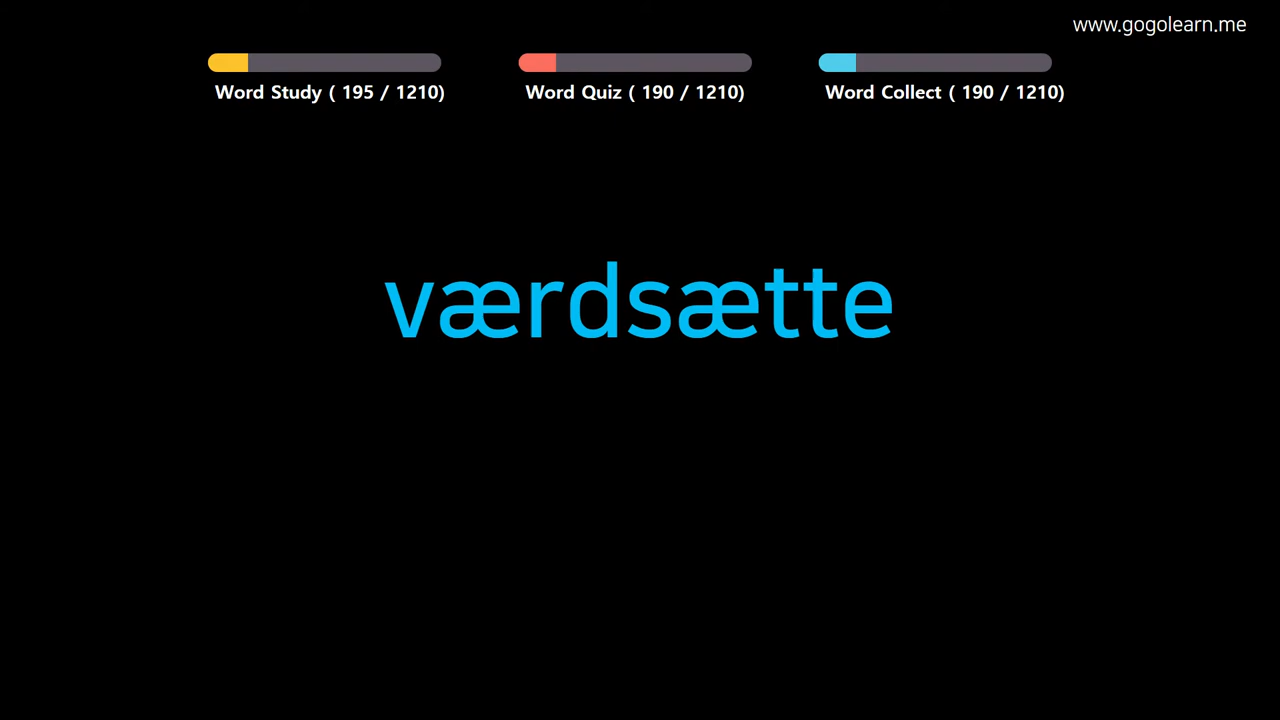 www.gogolearn.me
Word Study ( 195 / 1210)
Word Quiz ( 190 / 1210)
Word Collect ( 190 / 1210)
værdsætte